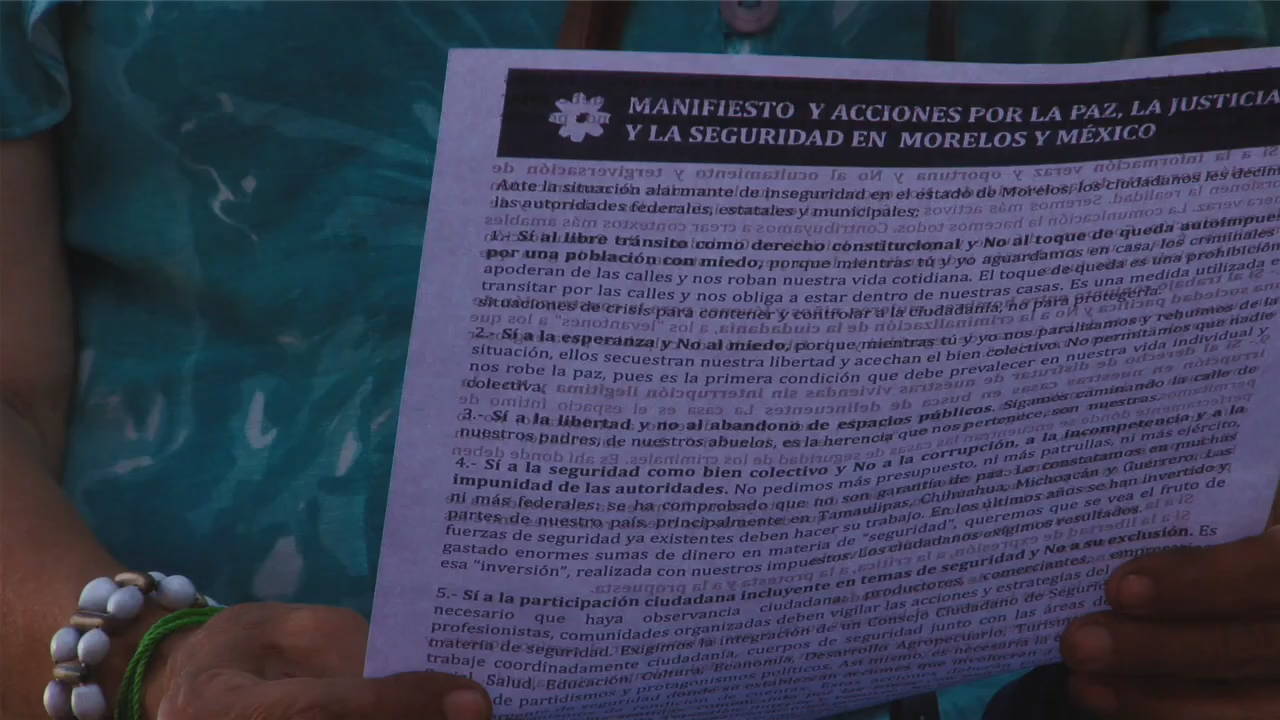 MANIFIESTO Y ACCIONES POR LA PAZ, LA JUSTICIA
Y LA SEGURIDAD EN MORELOS Y MÉXICO
Ante la situación alarmante de inseguridad en el estado de Morelos, los ciudadanos les decim
las autoridades federales, estatales y municipales:
1.- Sí al libre tránsito como derecho constitucional y No al toque de queda autoimpues
por una población con miedo, porque mientras tú y yo aguardamos en casa, los criminales
apoderan de las calles y nos roban nuestra vida cotidiana. El toque de queda es una prohibición
transitar por las calles y nos obliga a estar dentro de nuestras casas. Es una medida utilizada e
situaciones de crisis para contener y controlar a la ciudadanía, no para protegerla.
2.- Sí a la esperanza y No al miedo, porque mientras tú y yo nos paralizamos y rehuimos de la
situación, ellos secuestran nuestra libertad y acechan el bien colectivo. No permitamos que nadie
nos robe la paz, pues es la primera condición que debe prevalecer en nuestra vida individual y
colectiva.
3.- Sí a la libertad y no al abandono de espacios públicos. Sigamos caminando la calle de
nuestros padres, de nuestros abuelos, es la herencia que nos pertenece, son nuestras.
4.- Sí a la seguridad como bien colectivo y No a la corrupción, a la incompetencia y a la
impunidad de las autoridades. No pedimos más presupuesto, ni más patrullas, ni más ejército,
ni más federales: se ha comprobado que no son garantía de paz. Lo constatamos en muchas
partes de nuestro país, principalmente en Tamaulipas, Chihuahua, Michoacán y Guerrero. Las
fuerzas de seguridad ya existentes deben hacer su trabajo. En los últimos años se han invertido y
gastado enormes sumas de dinero en materia de "seguridad", queremos que se vea el fruto de
esa "inversión", realizada con nuestros impuestos. Los ciudadanos exigimos resultados.
5.- Sí a la participación ciudadana incluyente en temas de seguridad y No a su exclusión. Es
necesario que haya observancia ciudadana: productores, comerciantes, empresarios
profesionistas, comunidades organizadas deben vigilar las acciones y estrategias del
materia de seguridad. Exigimos la integración de un Consejo Ciudadano de Segurid
trabaje coordinadamente ciudadanía, cuerpos de seguridad junto con las áreas d
Salud, Educación, Cultura, Economía, Desarrollo Agropecuario, Turism
de partidismos y protagonismos políticos. Así mismo, es necesaria la